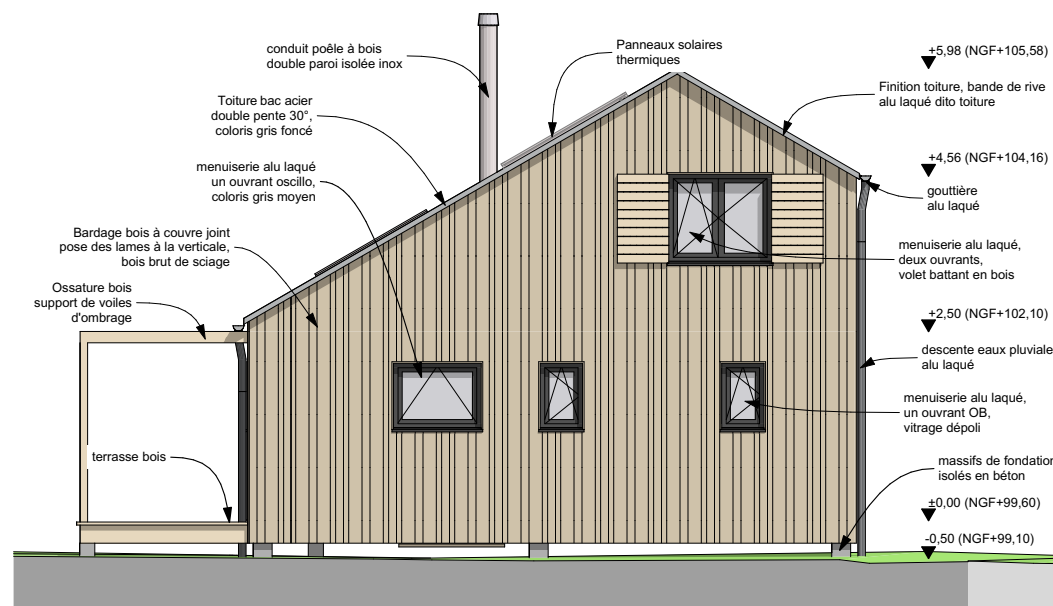 conduit poêle à bois
double paroi isolée inox
Panneaux solaires
thermiques
+5,98 (NGF+105,58)
Finition toiture, bande de rive
alu laqué dito toiture
Toiture bac acier
double pente 30°,
coloris gris foncé
menuiserie alu laqué
un ouvrant oscillo,
coloris gris moyen
+4,56 (NGF+104,16)
gouttière
alu laqué
Bardage bois à couvre joint
pose des lames à la verticale,
bois brut de sciage
menuiserie alu laqué,
deux ouvrants,
volet battant en bois
Ossature bois
support de voiles
d'ombrage
+2,50 (NGF+102,10)
descente eaux pluviale
alu laqué
menuiserie alu laqué,
un ouvrant OB,
vitrage dépoli
terrasse bois
massifs de fondation
isolés en béton
±0,00 (NGF+99,60)
-0,50 (NGF+99,10)